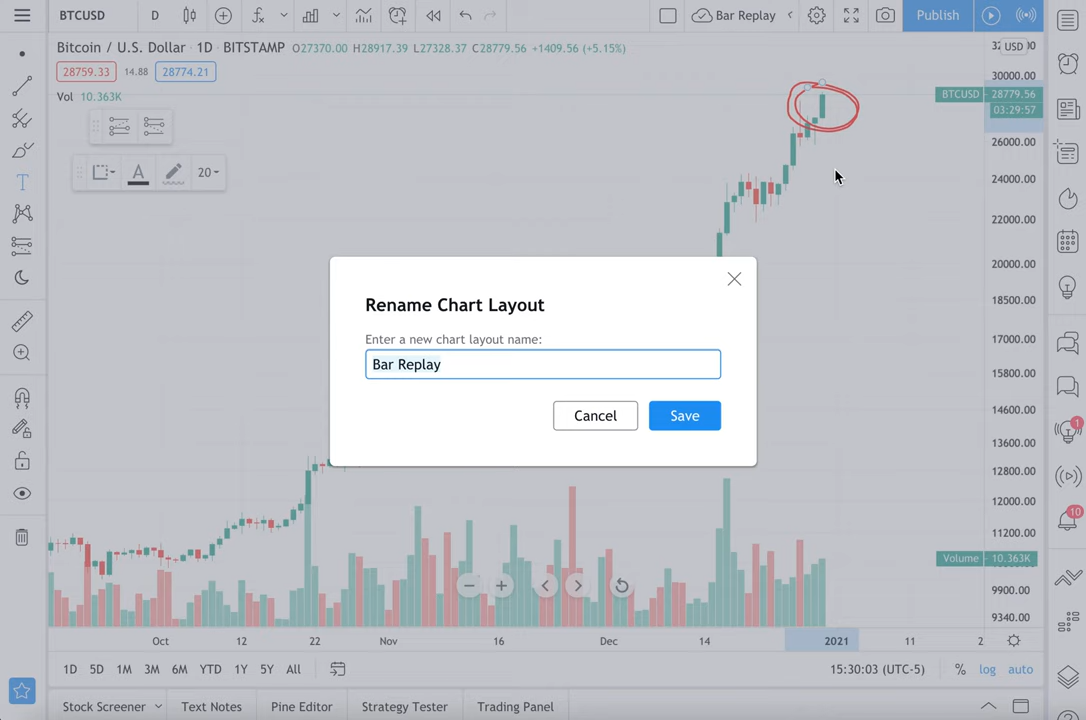 BTCUSD D Bar Replay Publish
Bitcoin / U.S. Dollar · 1D · BITSTAMP O27370.00 H28917.39 L27328.37 C28779.56 +1409.56 (+5.15%)
USD
28759.33 14.88 28774.21
30000.00
Vol 10.363K
BTCUSD 28779.56
03:29:57
26000.00
20
24000.00
22000.00
20000.00
18500.00
Rename Chart Layout
Enter a new chart layout name:
17000.00
Bar Replay
15800.00
Cancel Save
14600.00
1
13600.00
12800.00
12000.00
10
11200.00
Volume 10.363K
9900.00
9340.00
Oct 12 22 Nov 16 Dec 14 2021 11 2
1D 5D 1M 3M 6M YTD 1Y 5Y All 15:30:03 (UTC-5) % log auto
Stock Screener Text Notes Pine Editor Strategy Tester Trading Panel